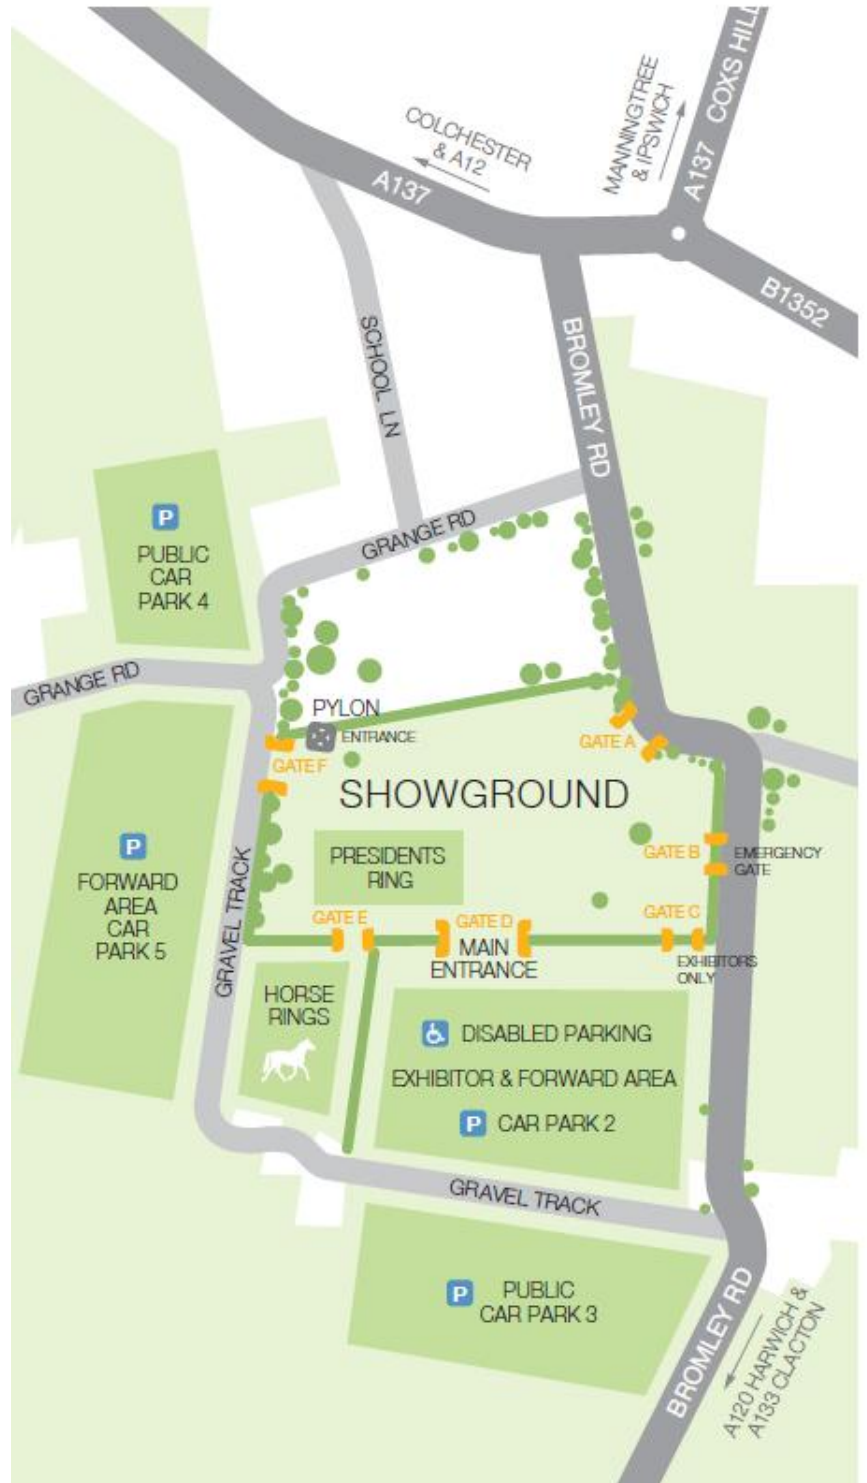 COLCHESTER
& A12
A137
MANNINGTREE
& IPSWICH
A137 COXS HILL
B1352
SCHOOL LN
BROMLEY RD
GRANGE RD
P
PUBLIC
CAR
PARK 4
GRANGE RD
PYLON
ENTRANCE
GATE A
GATE F
SHOWGROUND
P
FORWARD
AREA
CAR
PARK 5
PRESIDENTS
RING
GATE B
EMERGENCY
GATE
GRAVEL TRACK
GATE E
GATE D
MAIN
ENTRANCE
GATE C
EXHIBITORS
ONLY
HORSE
RINGS
DISABLED PARKING
EXHIBITOR & FORWARD AREA
P CAR PARK 2
GRAVEL TRACK
P PUBLIC
CAR PARK 3
BROMLEY RD
A120 HARWICH &
A133 CLACTON